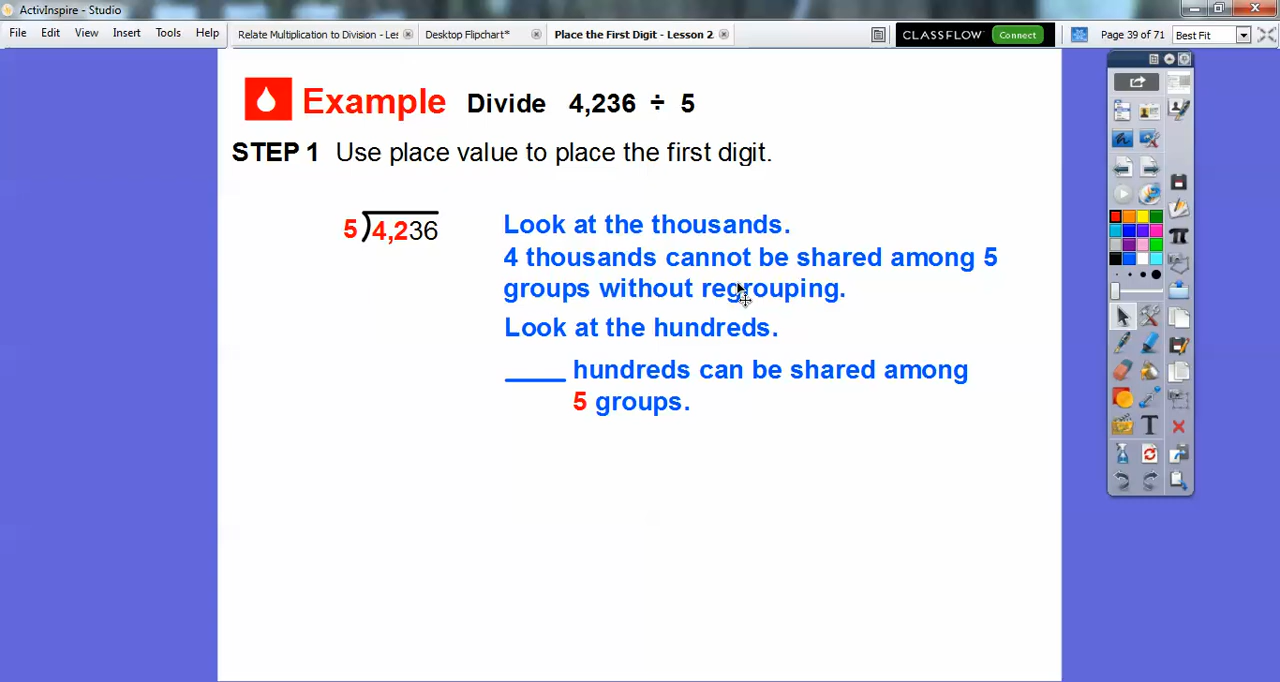 ActivInspire - Studio
File Edit View Insert Tools Help
Relate Multiplication to Division - Les
Desktop Flipchart*
Place the First Digit - Lesson 2.
CLASSFLOW Connect
Page 39 of 71
Best Fit
Example Divide 4,236 ÷ 5
STEP 1 Use place value to place the first digit.
5 4,236
Look at the thousands.
4 thousands cannot be shared among 5
groups without regrouping.
Look at the hundreds.
____ hundreds can be shared among
5 groups.